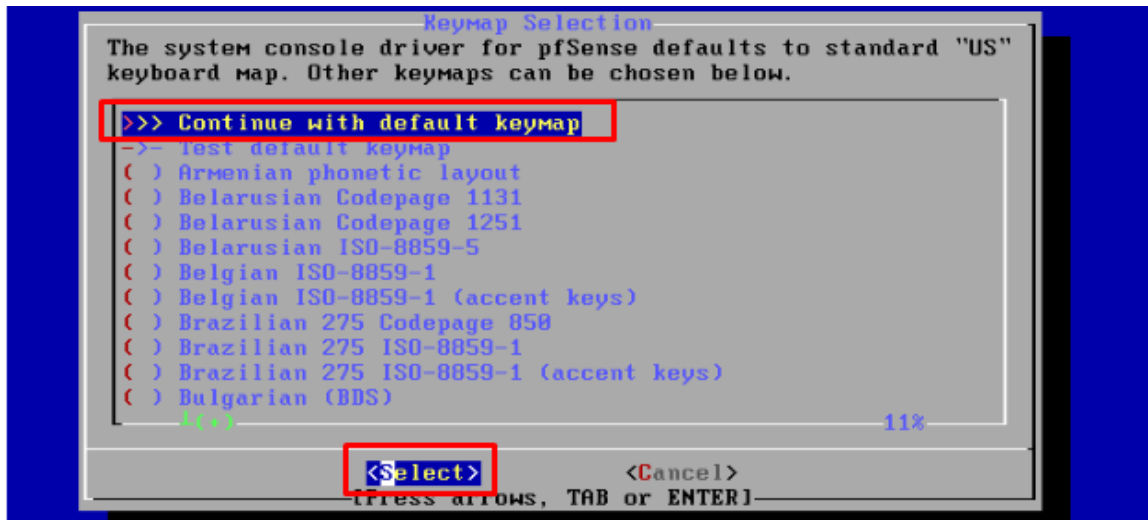 Keymap Selection
The system console driver for pfSense defaults to standard "US"
keyboard map. Other keymaps can be chosen below.
>>> Continue with default keymap
->- Test default keymap
( ) Armenian phonetic layout
( ) Belarusian Codepage 1131
( ) Belarusian Codepage 1251
( ) Belarusian ISO-8859-5
( ) Belgian ISO-8859-1
( ) Belgian ISO-8859-1 (accent keys)
( ) Brazilian 275 Codepage 850
( ) Brazilian 275 ISO-8859-1
( ) Brazilian 275 ISO-8859-1 (accent keys)
( ) Bulgarian (BDS)
┴(+) 11%
<Select> <Cancel>
[Press arrows, TAB or ENTER]